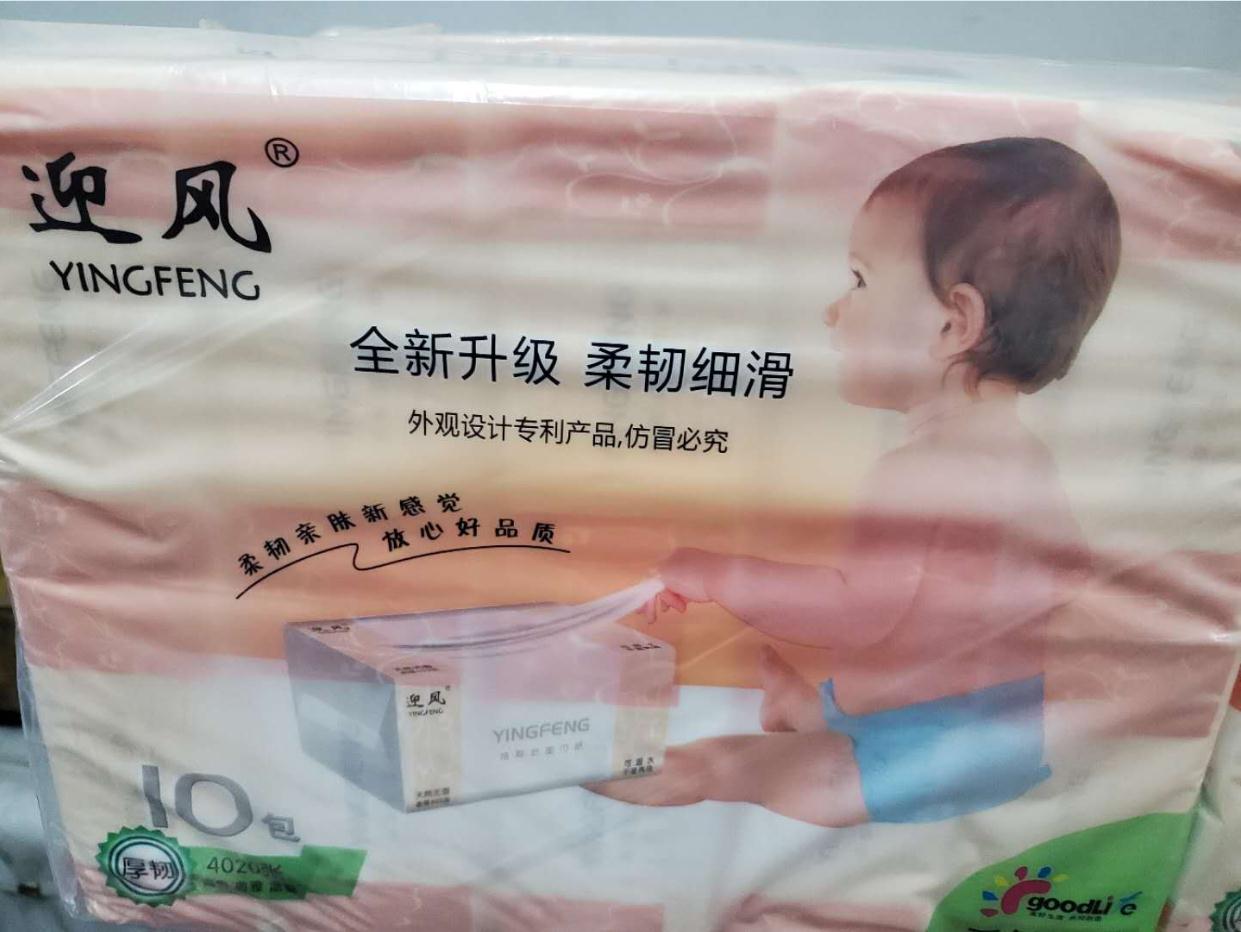 迎风®
YINGFENG
全新升级 柔韧细滑
外观设计专利产品,仿冒必究
柔韧亲肤新感觉
放心好品质
迎风
迎风®
YINGFENG
YINGFENG
10包
厚韧
goodLife